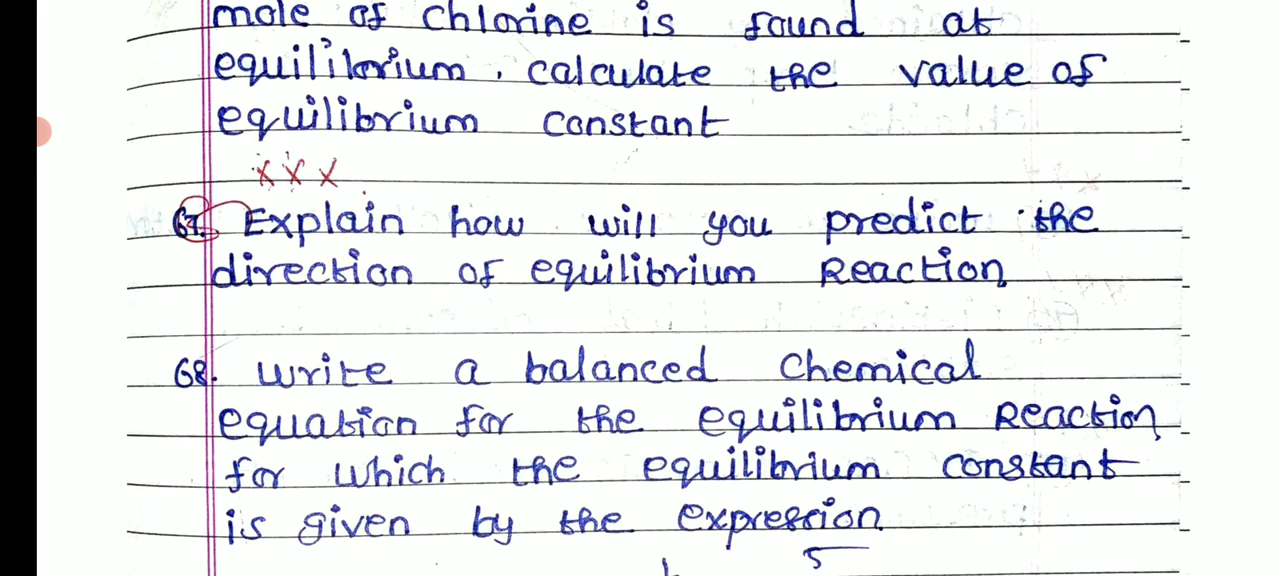 mole of chlorine is found at
equilibrium. calculate the value of
equilibrium constant
x x x
67. Explain how will you predict the
direction of equilibrium Reaction
68. write a balanced chemical
equation for the equilibrium Reaction
for which the equilibrium constant
is given by the expression